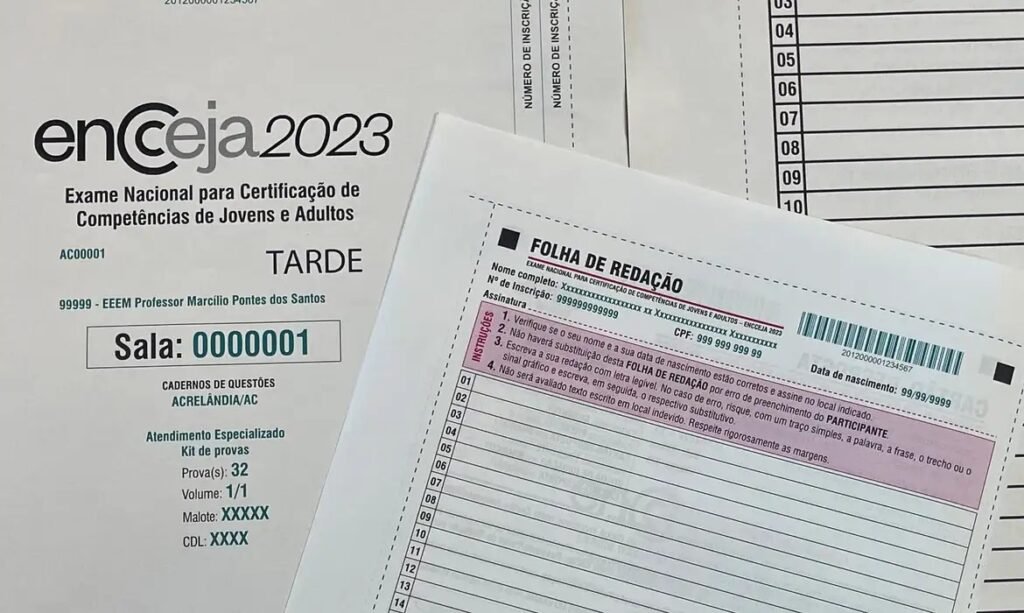 encceja2023
Exame Nacional para Certificação de
Competências de Jovens e Adultos
AC00001
TARDE
99999 - EEEM Professor Marcílio Pontes dos Santos
Sala: 0000001
CADERNOS DE QUESTÕES
ACRELÂNDIA/AC
Atendimento Especializado
Kit de provas
Prova(s): 32
Volume: 1/1
Malote: XXXXX
CDL: XXXX
NÚMERO DE INSCRIÇ
NÚMERO DE INSCRIÇ
03
04
05
06
07
08
09
10
FOLHA DE REDAÇÃO
EXAME NACIONAL PARA CERTIFICAÇÃO DE COMPETÊNCIAS DE JOVENS E ADULTOS – ENCCEJA 2023
Nome completo: Xxxxxxxxxxxxxxxxxxx xx Xxxxxxxxxxxxxxxx Xxxxxxxxxxx
Nº de Inscrição: 999999999999
CPF: 999 999 999 99
Assinatura
201200001234567
Data de nascimento: 99/99/9999
INSTRUÇÕES
1. Verifique se o seu nome e a sua data de nascimento estão corretos e assine no local indicado.
2. Não haverá substituição desta FOLHA DE REDAÇÃO por erro de preenchimento do PARTICIPANTE.
3. Escreva a sua redação com letra legível. No caso de erro, risque, com um traço simples, a palavra, a frase, o trecho ou o
sinal gráfico e escreva, em seguida, o respectivo substitutivo.
4. Não será avaliado texto escrito em local indevido. Respeite rigorosamente as margens.
01
02
03
04
05
06
07
08
09
10
11
12
13
14